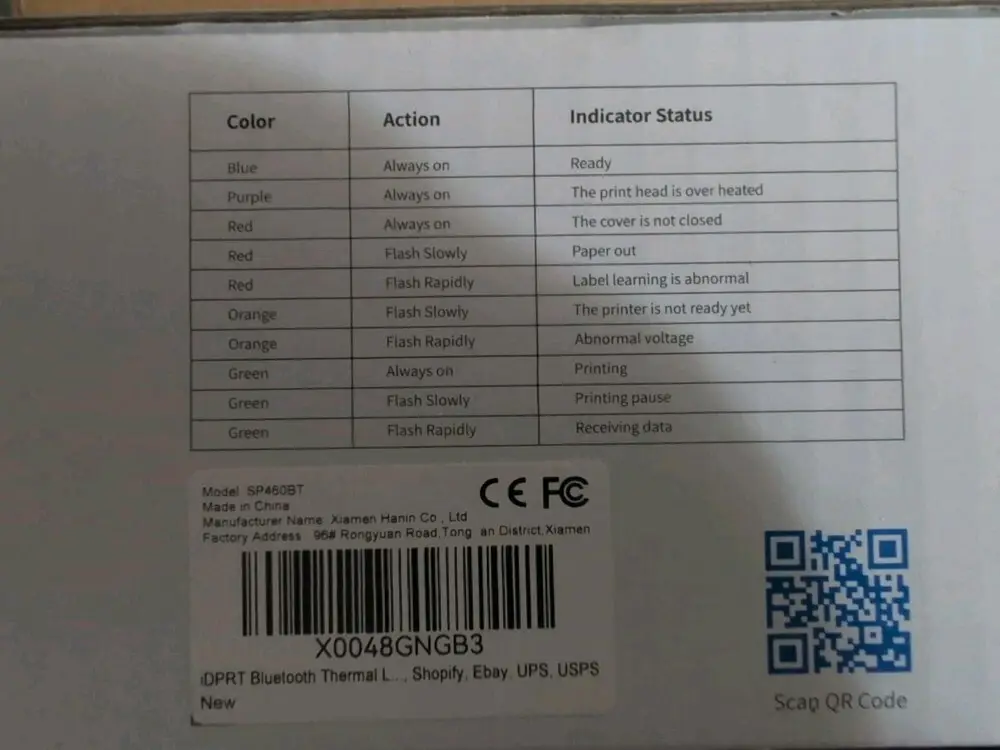 Color Action Indicator Status
Blue Always on Ready
Purple Always on The print head is over heated
Red Always on The cover is not closed
Red Flash Slowly Paper out
Red Flash Rapidly Label learning is abnormal
Orange Flash Slowly The printer is not ready yet
Orange Flash Rapidly Abnormal voltage
Green Always on Printing
Green Flash Slowly Printing pause
Green Flash Rapidly Receiving data
Model SP460BT
Made in China
CE FC
Manufacturer Name Xiamen Hanin Co., Ltd
Factory Address 96# Rongyuan Road,Tong an District,Xiamen
X0048GNGB3
iDPRT Bluetooth Thermal L..., Shopify, Ebay, UPS, USPS
New
Scan QR Code